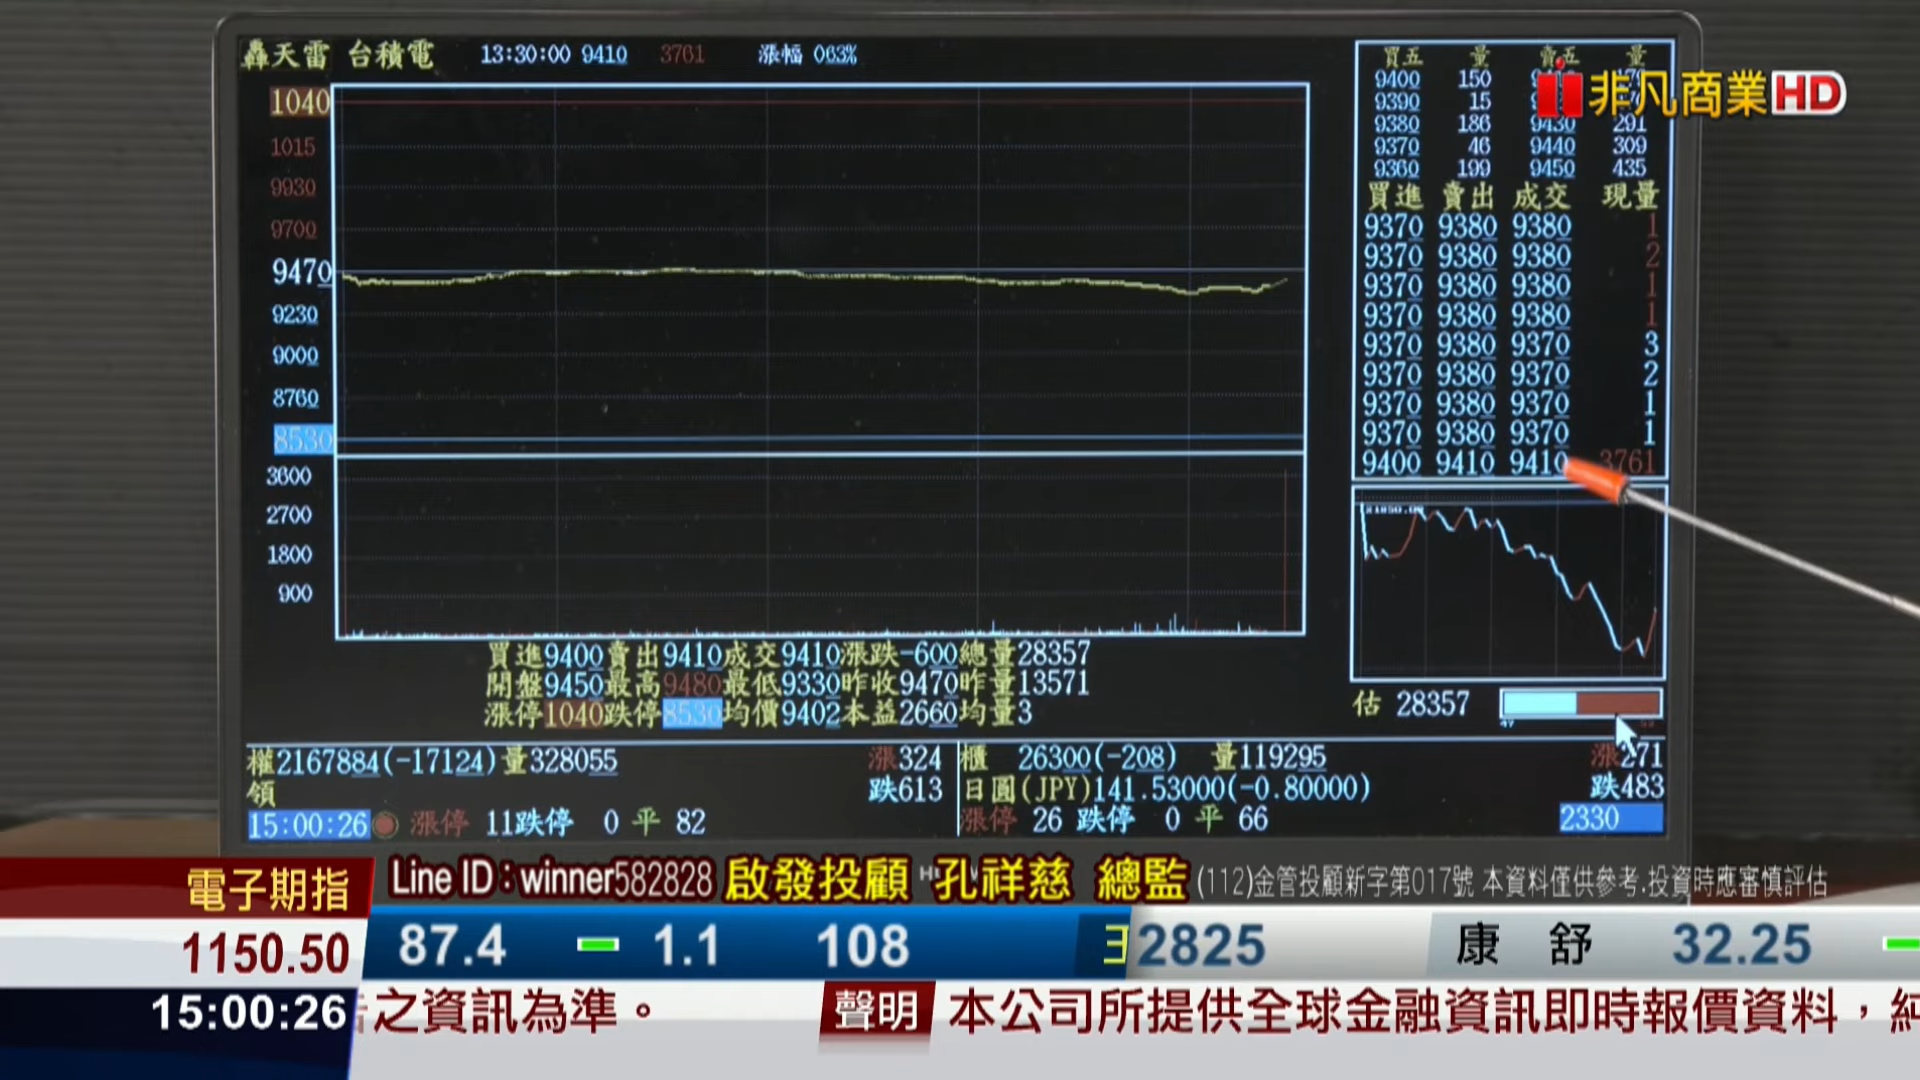 轟天雷 台積電 13:30:00 9410 3761 漲幅 063%
1040
1015
9930
9700
9470
9230
9000
8760
8530
3600
2700
1800
900
買五 量 賣五 量
9400 150
9390 15
9380 186 9430 291
9370 46 9440 309
9360 199 9450 435
非凡商業HD
買進 賣出 成交 現量
9370 9380 9380 1
9370 9380 9380 2
9370 9380 9380 1
9370 9380 9380 1
9370 9380 9370 3
9370 9380 9370 2
9370 9380 9370 1
9370 9380 9370 1
9400 9410 9410 3761
估 28357
買進9400賣出9410成交9410漲跌-600總量28357
開盤9450最高9480最低9330昨收9470昨量13571
漲停1040跌停8530均價9402本益2660均量3
權2167884(-17124)量328055 漲324
領 跌613
15:00:26 漲停 11跌停 0 平 82
櫃 26300(-208) 量119295 漲271
日圓(JPY)141.53000(-0.80000) 跌483
漲停 26 跌停 0 平 66 2330
電子期指
1150.50
15:00:26
Line ID:winner582828 啟發投顧 孔祥慈 總監 (112)金管投顧新字第017號 本資料僅供參考.投資時應審慎評估
87.4 1.1 108 2825 康舒 32.25
之資訊為準。 聲明 本公司所提供全球金融資訊即時報價資料，純